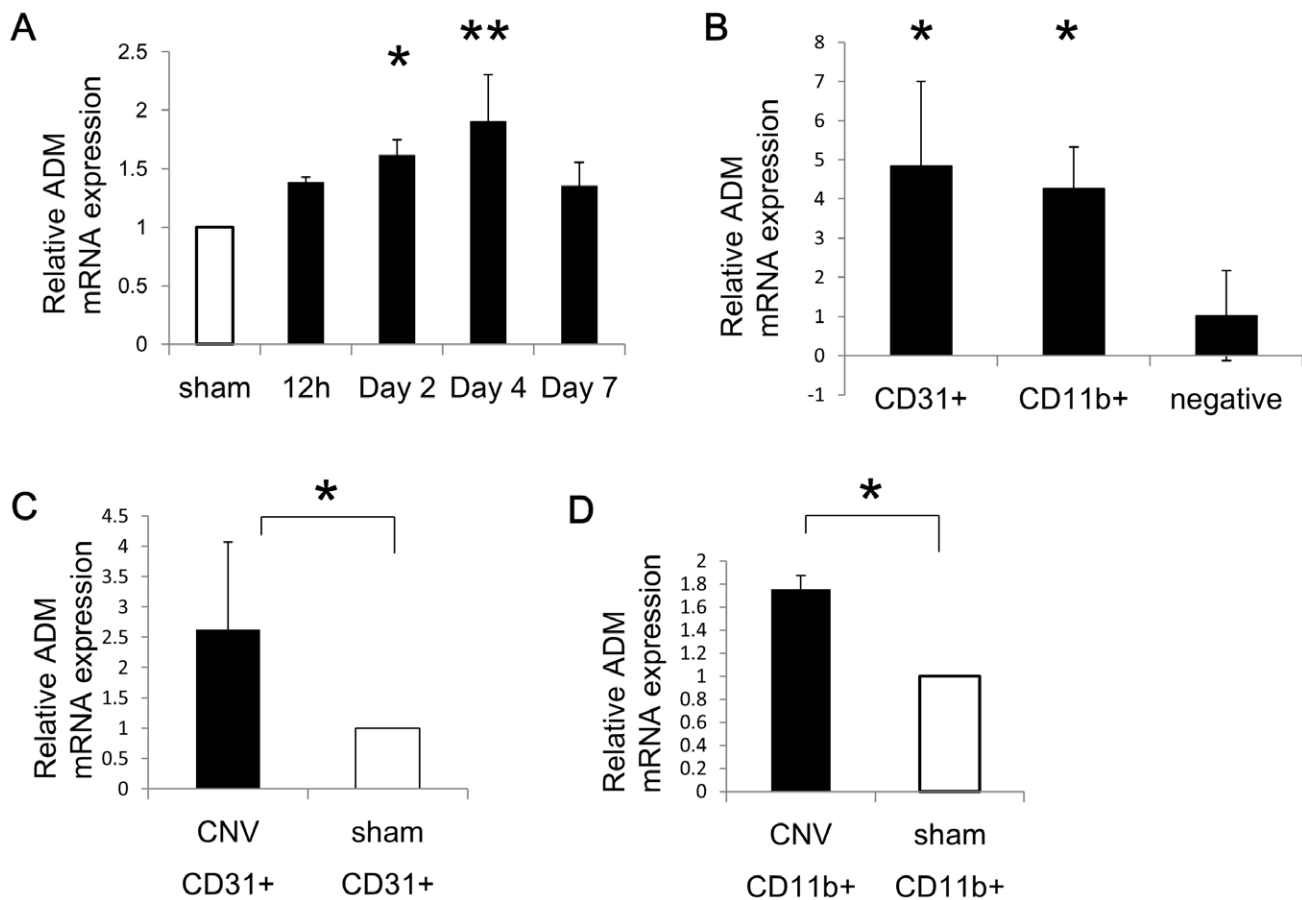 A
Relative ADM
mRNA expression
2.5
2
1.5
1
0.5
0
*
**
sham 12h Day 2 Day 4 Day 7
B
Relative ADM
mRNA expression
8
7
6
5
4
3
2
1
0
-1
*
*
CD31+ CD11b+ negative
C
Relative ADM
mRNA expression
4.5
4
3.5
3
2.5
2
1.5
1
0.5
0
*
CNV sham
CD31+ CD31+
D
Relative ADM
mRNA expression
2
1.8
1.6
1.4
1.2
1
0.8
0.6
0.4
0.2
0
*
CNV sham
CD11b+ CD11b+